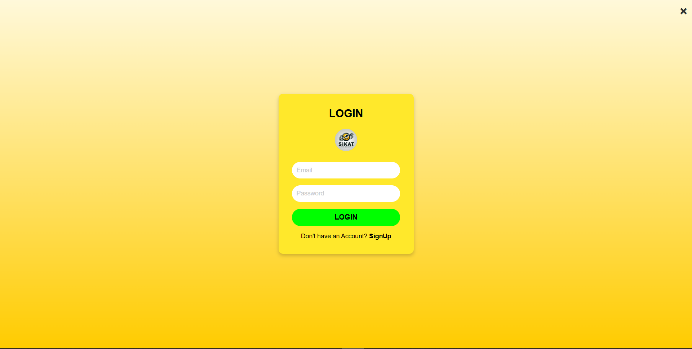 LOGIN
SIKAT
Email
Password
LOGIN
Don't have an Account? SignUp